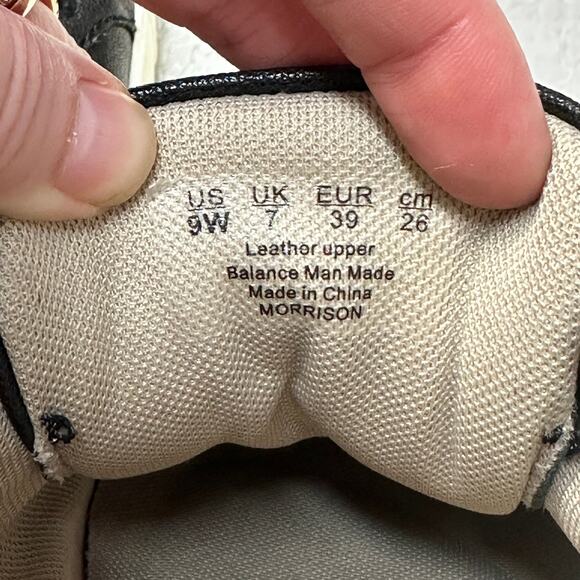 US UK EUR cm
9W 7 39 26
Leather upper
Balance Man Made
Made in China
MORRISON